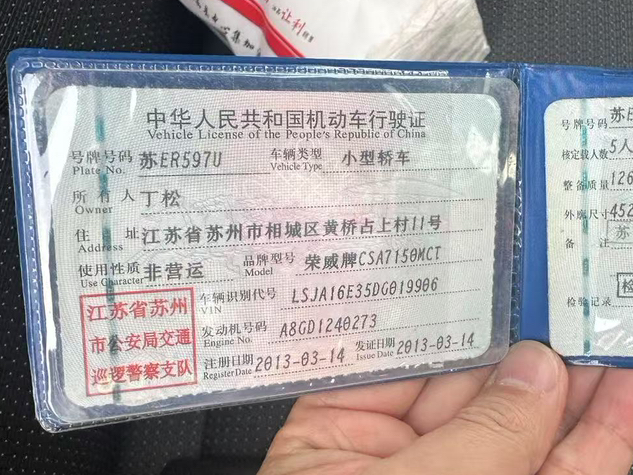 让利
中华人民共和国机动车行驶证
Vehicle License of the People's Republic of China
号牌号码 苏ER597U 车辆类型 小型轿车
Plate No. Vehicle Type
所有人 丁松
Owner
住址 江苏省苏州市相城区黄桥占上村11号
Address
使用性质 非营运 品牌型号 荣威牌CSA7150MCT
Use Character Model
江苏省苏州
市公安局交通
巡逻警察支队
车辆识别代号 LSJA16E35DG019906
VIN
发动机号码 A8GD1240273
Engine No.
注册日期 2013-03-14 发证日期 2013-03-14
Register Date Issue Date
号牌号码 苏E
核定载人数 5人
整备质量 126
外廓尺寸 452
备注 苏
检验记录